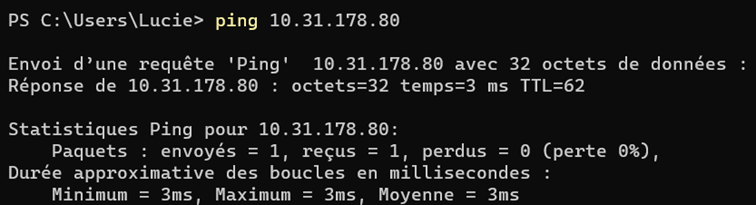 PS C:\Users\Lucie> ping 10.31.178.80
Envoi d’une requête 'Ping'  10.31.178.80 avec 32 octets de données :
Réponse de 10.31.178.80 : octets=32 temps=3 ms TTL=62
Statistiques Ping pour 10.31.178.80:
    Paquets : envoyés = 1, reçus = 1, perdus = 0 (perte 0%),
Durée approximative des boucles en millisecondes :
    Minimum = 3ms, Maximum = 3ms, Moyenne = 3ms